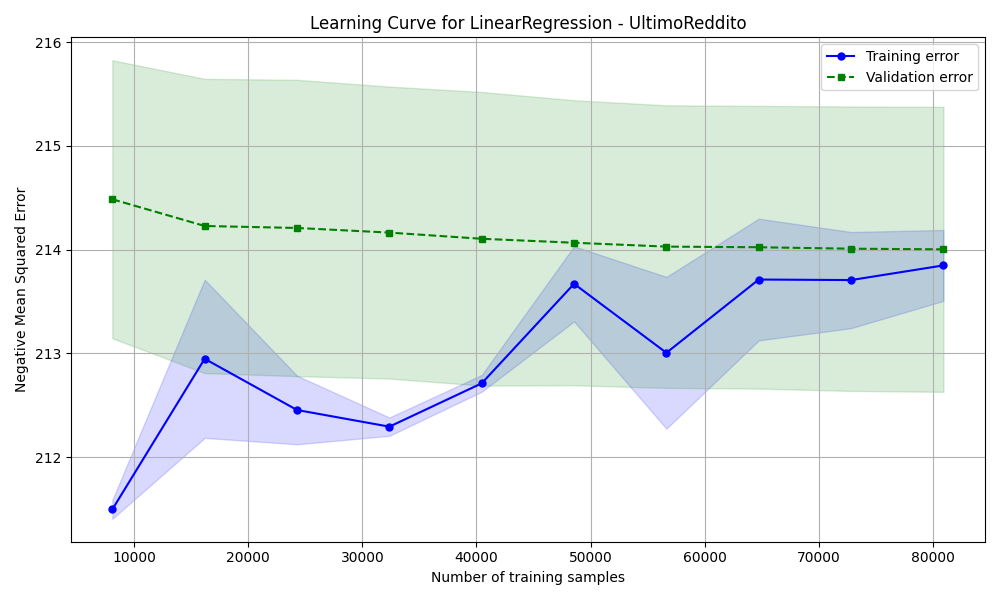 Learning Curve for LinearRegression - UltimoReddito
Training error
Validation error
216
215
214
213
212
Negative Mean Squared Error
10000 20000 30000 40000 50000 60000 70000 80000
Number of training samples